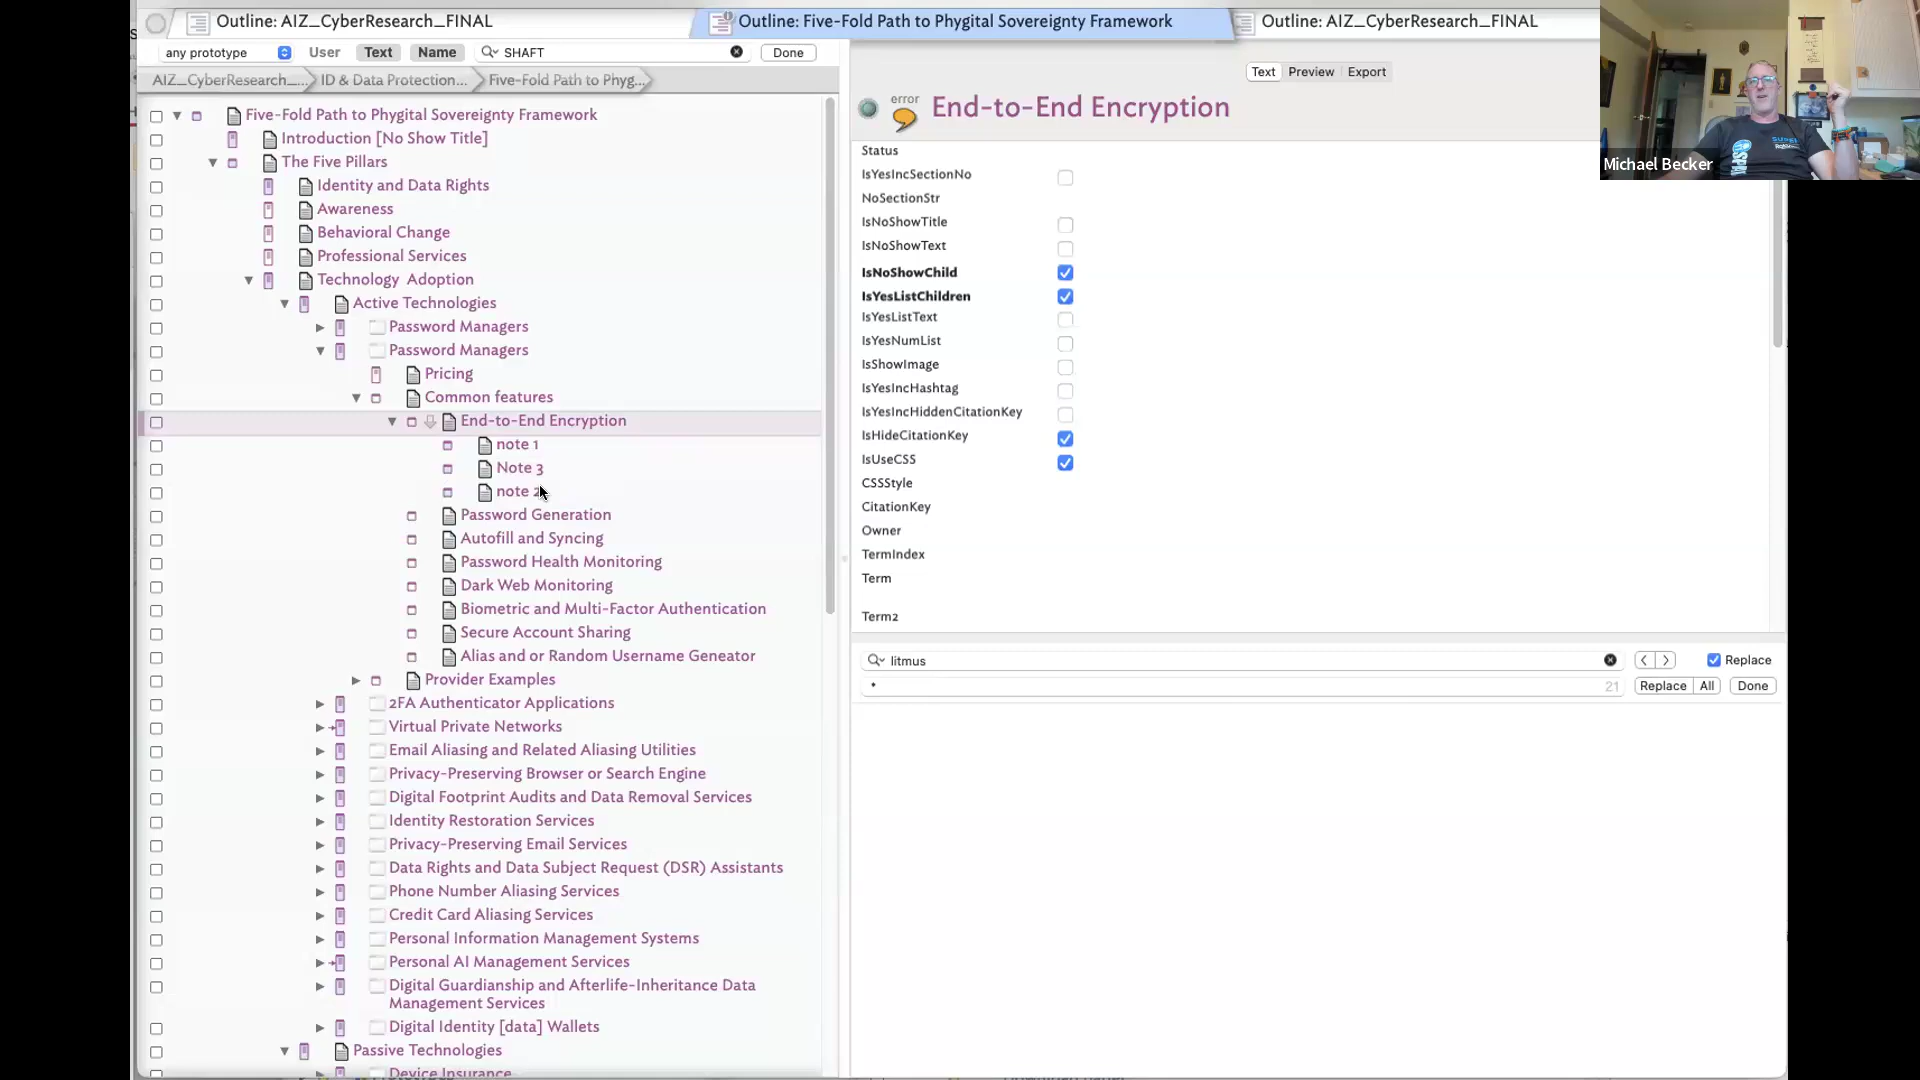 Outline: AIZ_CyberResearch_FINAL
Outline: Five-Fold Path to Phygital Sovereignty Framework
Outline: AIZ_CyberResearch_FINAL
any prototype
User
Text
Name
SHAFT
Done
AIZ_CyberResearch_...
ID & Data Protection...
Five-Fold Path to Phyg...
Five-Fold Path to Phygital Sovereignty Framework
Introduction [No Show Title]
The Five Pillars
Identity and Data Rights
Awareness
Behavioral Change
Professional Services
Technology Adoption
Active Technologies
Password Managers
Password Managers
Pricing
Common features
End-to-End Encryption
note 1
Note 3
note
Password Generation
Autofill and Syncing
Password Health Monitoring
Dark Web Monitoring
Biometric and Multi-Factor Authentication
Secure Account Sharing
Alias and or Random Username Geneator
Provider Examples
2FA Authenticator Applications
Virtual Private Networks
Email Aliasing and Related Aliasing Utilities
Privacy-Preserving Browser or Search Engine
Digital Footprint Audits and Data Removal Services
Identity Restoration Services
Privacy-Preserving Email Services
Data Rights and Data Subject Request (DSR) Assistants
Phone Number Aliasing Services
Credit Card Aliasing Services
Personal Information Management Systems
Personal AI Management Services
Digital Guardianship and Afterlife-Inheritance Data
Management Services
Digital Identity [data] Wallets
Passive Technologies
Device Insurance
Text
Preview
Export
error
End-to-End Encryption
Status
IsYesIncSectionNo
NoSectionStr
IsNoShowTitle
IsNoShowText
IsNoShowChild
IsYesListChildren
IsYesListText
IsYesNumList
IsShowImage
IsYesIncHashtag
IsYesIncHiddenCitationKey
IsHideCitationKey
IsUseCSS
CSSStyle
CitationKey
Owner
TermIndex
Term
Term2
litmus
Replace
21
Replace
All
Done
Michael Becker